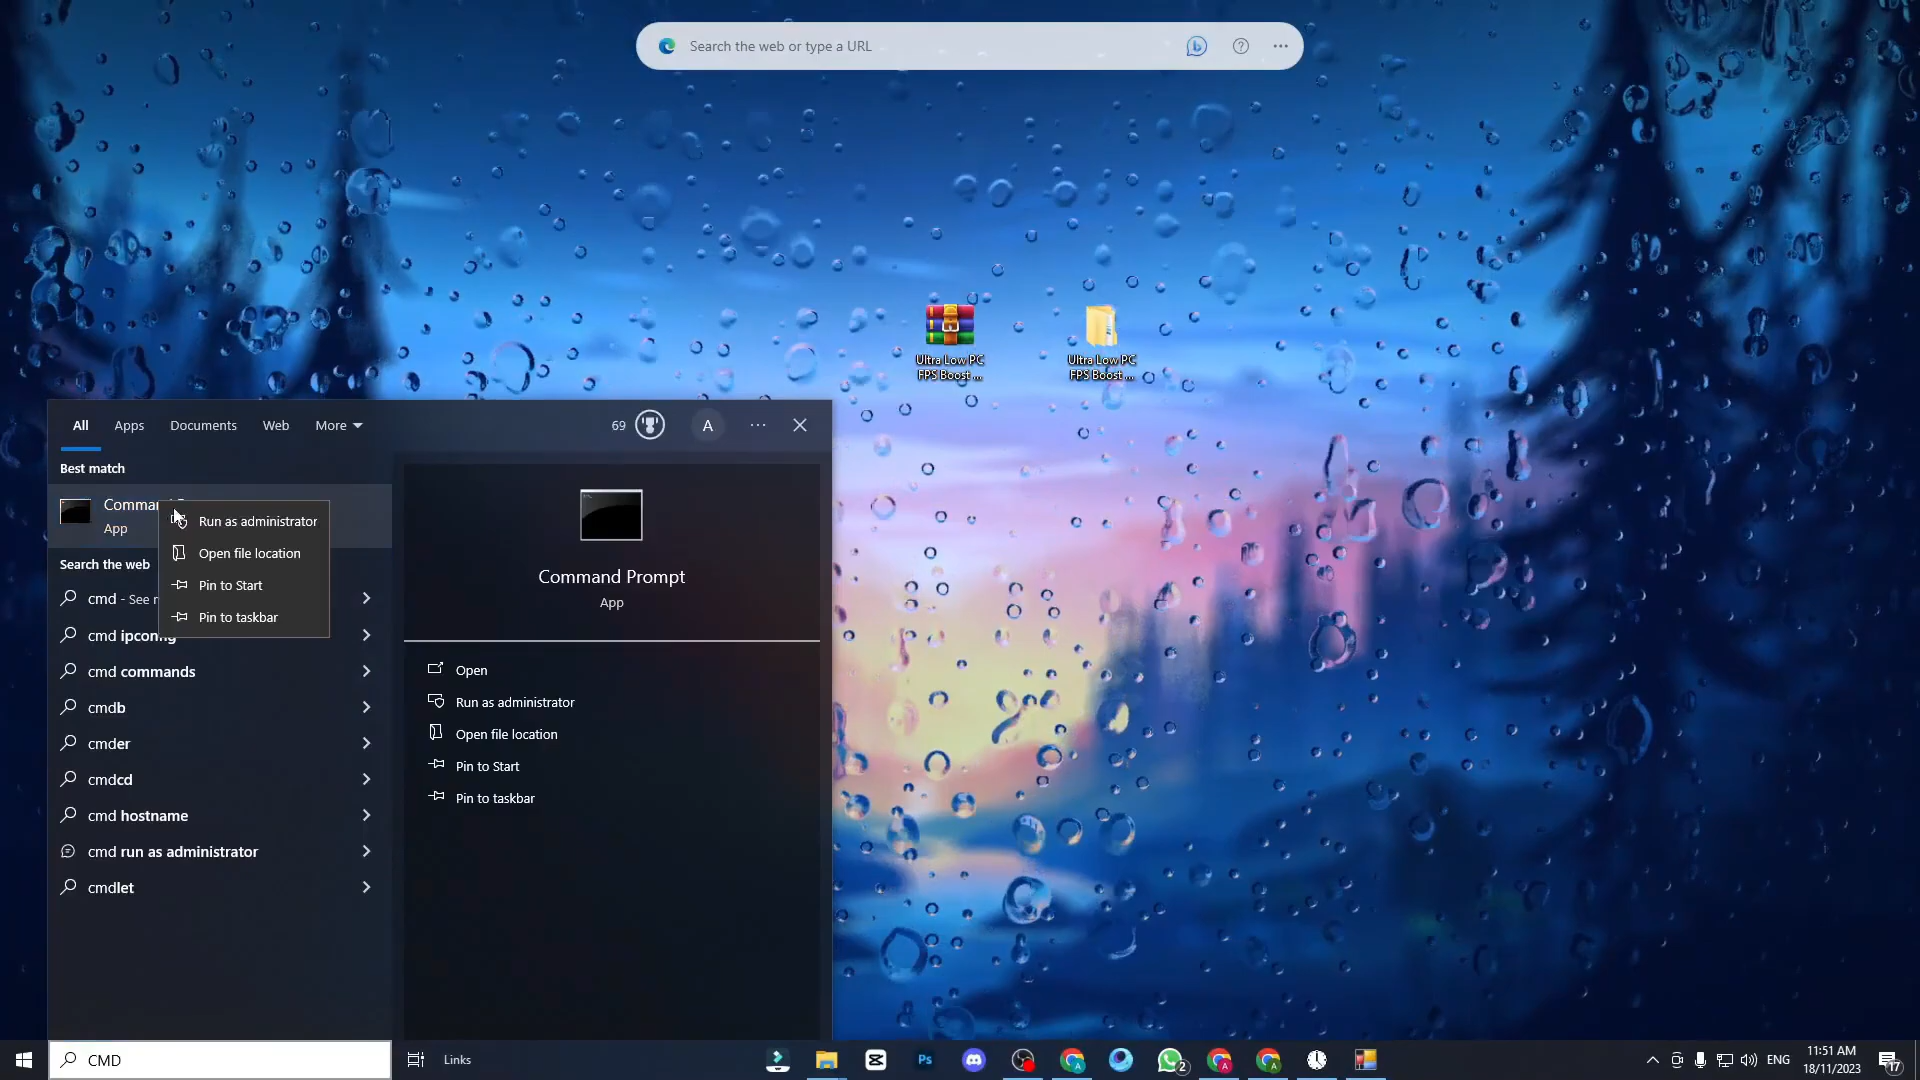 Search the web or type a URL
Ultra Low PC
FPS Boost ...
Ultra Low PC
FPS Boost ...
All
Apps
Documents
Web
More
69
A
Best match
App
Run as administrator
Open file location
Pin to Start
Pin to taskbar
Search the web
cmd - See
cmd ipconfig
cmd commands
cmdb
cmder
cmdcd
cmd hostname
cmd run as administrator
cmdlet
Command Prompt
App
Open
Run as administrator
Open file location
Pin to Start
Pin to taskbar
CMD
Links
Ps
2
A
ENG
11:51 AM
18/11/2023
17